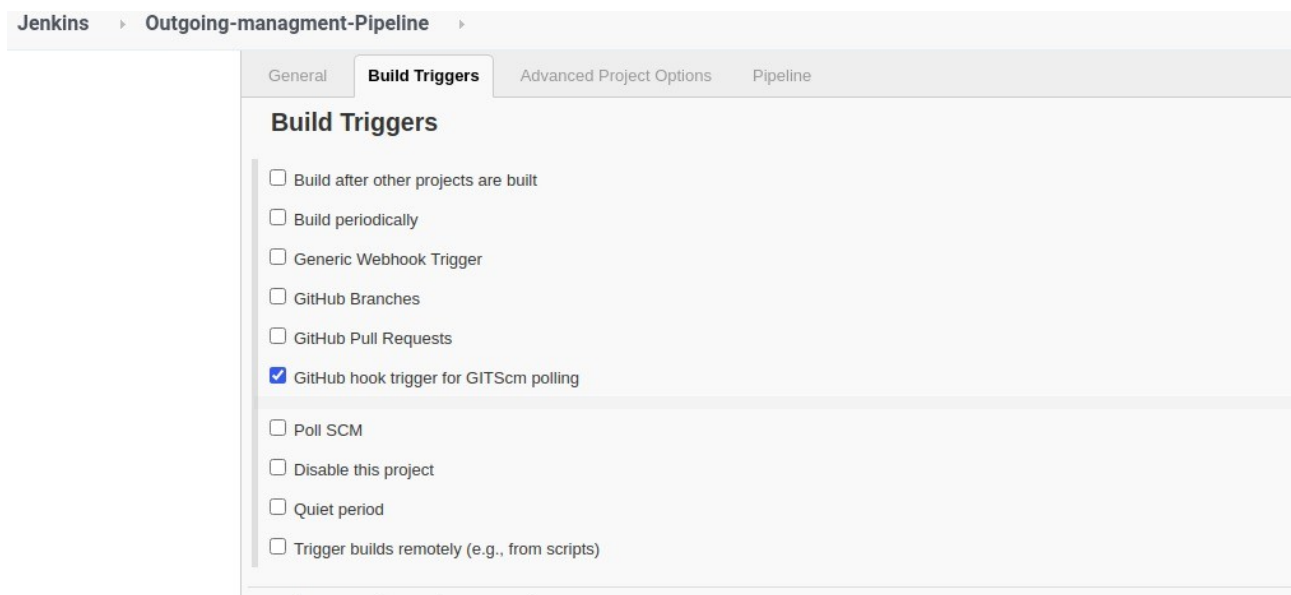 Jenkins Outgoing-managment-Pipeline
General Build Triggers Advanced Project Options Pipeline
Build Triggers
Build after other projects are built
Build periodically
Generic Webhook Trigger
GitHub Branches
GitHub Pull Requests
GitHub hook trigger for GITScm polling
Poll SCM
Disable this project
Quiet period
Trigger builds remotely (e.g., from scripts)